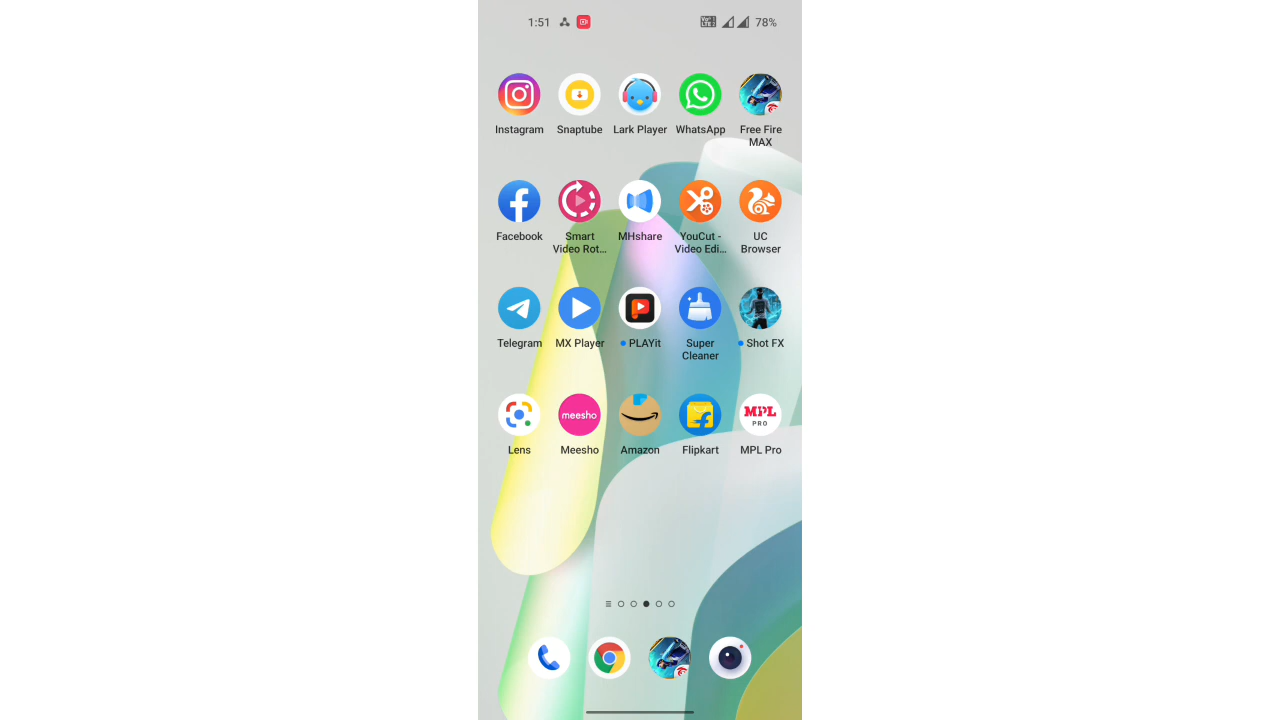 1:51 78%
Instagram Snaptube Lark Player WhatsApp Free Fire
MAX
Facebook Smart MHshare YouCut - UC
Video Rot... Video Edi... Browser
Telegram MX Player PLAYit Super Shot FX
Cleaner
meesho MPL
PRO
Lens Meesho Amazon Flipkart MPL Pro